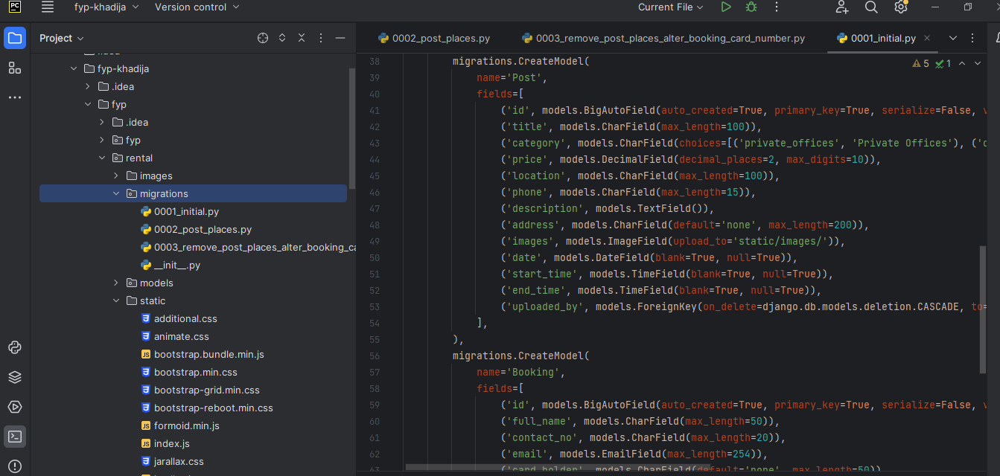 PC
fyp-khadija
Version control
Current File
Project
0002_post_places.py
0003_remove_post_places_alter_booking_card_number.py
0001_initial.py
fyp-khadija
.idea
fyp
.idea
fyp
rental
images
migrations
0001_initial.py
0002_post_places.py
0003_remove_post_places_alter_booking_ca
__init__.py
models
static
additional.css
animate.css
bootstrap.bundle.min.js
bootstrap.min.css
bootstrap-grid.min.css
bootstrap-reboot.min.css
formoid.min.js
index.js
jarallax.css
5 1
38 migrations.CreateModel(
39 name='Post',
40 fields=[
41 ('id', models.BigAutoField(auto_created=True, primary_key=True, serialize=False, v
42 ('title', models.CharField(max_length=100)),
43 ('category', models.CharField(choices=[('private_offices', 'Private Offices'), ('
44 ('price', models.DecimalField(decimal_places=2, max_digits=10)),
45 ('location', models.CharField(max_length=100)),
46 ('phone', models.CharField(max_length=15)),
47 ('description', models.TextField()),
48 ('address', models.CharField(default='none', max_length=200)),
49 ('images', models.ImageField(upload_to='static/images/')),
50 ('date', models.DateField(blank=True, null=True)),
51 ('start_time', models.TimeField(blank=True, null=True)),
52 ('end_time', models.TimeField(blank=True, null=True)),
53 ('uploaded_by', models.ForeignKey(on_delete=django.db.models.deletion.CASCADE, to=
54 ],
55 ),
56 migrations.CreateModel(
57 name='Booking',
58 fields=[
59 ('id', models.BigAutoField(auto_created=True, primary_key=True, serialize=False, v
60 ('full_name', models.CharField(max_length=50)),
61 ('contact_no', models.CharField(max_length=20)),
62 ('email', models.EmailField(max_length=254)),
63 ('card_holder', models.CharField(default='none', max_length=50)),